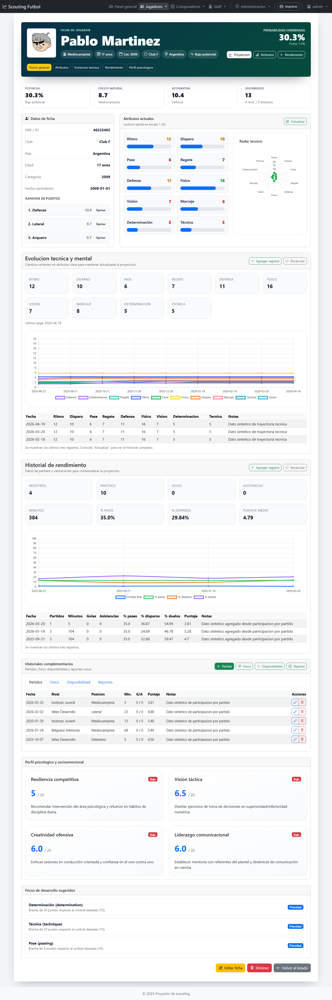 Scouting Futbol
Panel general
Jugadores
Comparadores
Staff
Administracion
Imprimir
admin
FICHA DE JUGADOR
Pablo Martinez
Mediocampista
17 anos
Cat. 2009
Club F
Argentina
Bajo potencial
PROBABILIDAD COMBINADA
30.3%
Ficha: 1.5%
Proyeccion
Atributos
Rendimiento
Vision general
Atributos
Evolucion tecnica
Rendimiento
Perfil psicologico
POTENCIAL
30.3%
Bajo potencial
PUESTO NATURAL
8.7
Mediocampista
ALTERNATIVA
10.4
Defensa
SEGUIMIENTO
13
4 rend. / 9 atributos
Datos de ficha
DNI / ID 46223402
Club Club F
Pais Argentina
Edad 17 anos
Categoria 2009
Fecha nacimiento 2009-01-01
RANKING DE PUESTOS
1. Defensa 10.4 Opcion
2. Lateral 9.7 Opcion
3. Arquero 9.7 Opcion
Atributos actuales
Lectura rapida en escala 1-20.
Actualizar
Ritmo 12
Disparo 10
Pase 6
Regate 7
Defensa 11
Físico 16
Visión 7
Marcaje 8
Determinación 5
Técnica 5
Radar tecnico
Ritmo
Disparo
Pase
Regate
Defensa
Físico
Visión
Marcaje
Determinación
Técnica
20
15
10
Evolucion tecnica y mental
Cambios recientes en atributos clave para mantener actualizada la proyeccion.
Agregar registro
Recalcular
RITMO
12
DISPARO
10
PASE
6
REGATE
7
DEFENSA
11
FISICO
16
VISION
7
MARCAJE
8
DETERMINACION
5
TECNICA
5
Ultima carga: 2026-04-19
20
18
16
14
12
10
8
6
4
2
0
2025-08-22 2025-09-21 2025-10-21 2025-11-20 2025-12-20 2026-01-19 2026-02-18 2026-03-20 2026-04-19
Defensa Determinacion Regate Ritmo Pase Fisico Disparo Marcaje Tecnica Vision
Fecha Ritmo Disparo Pase Regate Defensa Fisico Vision Determinacion Tecnica Notas
2026-04-19 12 10 6 7 11 16 7 5 5 Dato sintetico de trayectoria tecnica
2026-03-20 12 10 6 7 11 16 7 5 5 Dato sintetico de trayectoria tecnica
2026-02-18 12 10 6 7 11 16 7 5 5 Dato sintetico de trayectoria tecnica
Se muestran los ultimos tres registros. Consulta "Actualizar" para ver el historial completo.
Historial de rendimiento
Datos de partidos y valoraciones para contextualizar la proyeccion.
Agregar registro
Recalcular
REGISTROS
4
PARTIDOS
10
GOLES
0
ASISTENCIAS
0
MINUTOS
384
% PASES
35.0%
% DISPAROS
29.84%
PUNTAJE MEDIO
4.79
100
90
80
70
60
50
40
30
20
10
0
2025-08-22 2025-09-21 2026-01-19 2026-03-20
Puntaje final % pases % disparos % duelos
Fecha Partidos Minutos Goles Asistencias % pases % disparos % duelos Puntaje Notas
2026-03-20 1 5 0 0 35.0 36.87 54.94 3.81 Dato sintetico agregado desde participacion por partido
2026-01-19 3 104 0 0 35.0 24.89 46.78 5.28 Dato sintetico agregado desde participacion por partido
2025-09-21 3 104 0 0 35.0 22.68 59.47 4.7 Dato sintetico agregado desde participacion por partido
Se muestran los ultimos tres registros.
Historiales complementarios
Partidos, fisico, disponibilidad y reportes scout.
Partido
Fisico
Disponibilidad
Reporte
Partidos Fisico Disponibilidad Reportes
Fecha Rival Posicion Min. G/A Puntaje Notas Acciones
2026-03-25 Instituto Juvenil Mediocampista 5 0 / 0 3.81 Dato sintetico de participacion por partido
2026-02-02 Velez Desarrollo Lateral 23 0 / 0 4.88 Dato sintetico de participacion por partido
2026-01-29 Instituto Juvenil Mediocampista 13 0 / 0 5.48 Dato sintetico de participacion por partido
2026-01-24 Belgrano Inferiores Mediocampista 68 0 / 0 5.49 Dato sintetico de participacion por partido
2025-10-07 Velez Desarrollo Delantero 5 0 / 0 4.56 Dato sintetico de participacion por partido
Perfil psicologico y socioemocional
Resiliencia competitiva Bajo
5 / 20
Recomendar intervención del área psicológica y refuerzo en hábitos de
disciplina diaria.
Visión táctica Bajo
6.5 / 20
Diseñar ejercicios de toma de decisiones en superioridad/inferioridad
numérica.
Creatividad ofensiva Bajo
6.0 / 20
Enfocar sesiones en conducción orientada y confianza en el uno contra uno.
Liderazgo comunicacional Bajo
6.0 / 20
Establecer mentoría con referentes del plantel y dinámicas de comunicación
en cancha.
Focos de desarrollo sugeridos
Determinación (determination)
Brecha de 10 puntos respecto al umbral deseado (15).
Prioridad
Técnica (technique)
Brecha de 10 puntos respecto al umbral deseado (15).
Prioridad
Pase (passing)
Brecha de 9 puntos respecto al umbral deseado (15).
Prioridad
Editar ficha
Eliminar
Volver al listado
© 2025 Proyecto de scouting